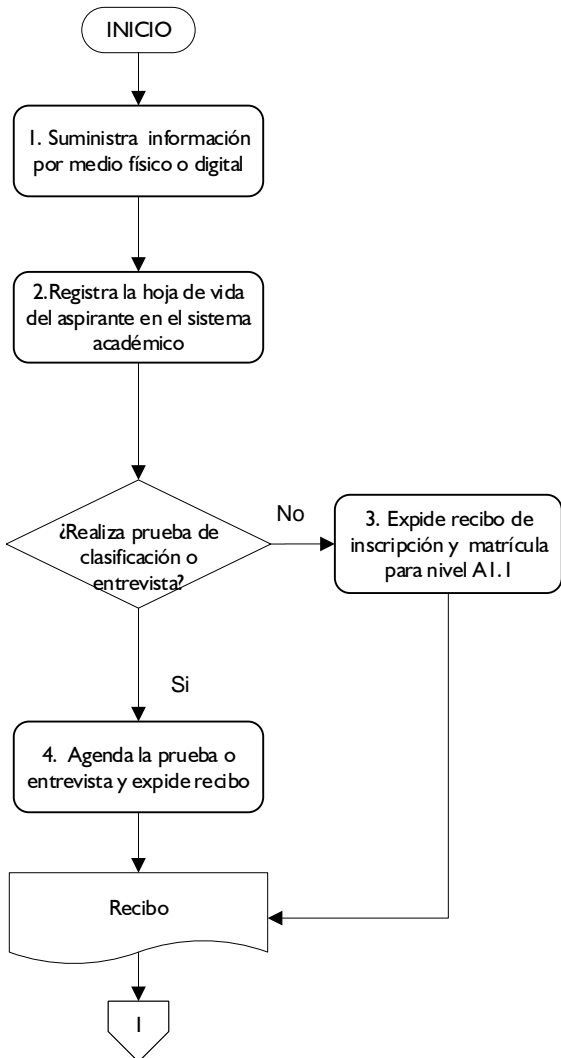 INICIO
1. Suministra información
por medio físico o digital
2.Registra la hoja de vida
del aspirante en el sistema
académico
¿Realiza prueba de
clasificación o
entrevista?
No
3. Expide recibo de
inscripción y matrícula
para nivel A1.1
Si
4. Agenda la prueba o
entrevista y expide recibo
Recibo
1